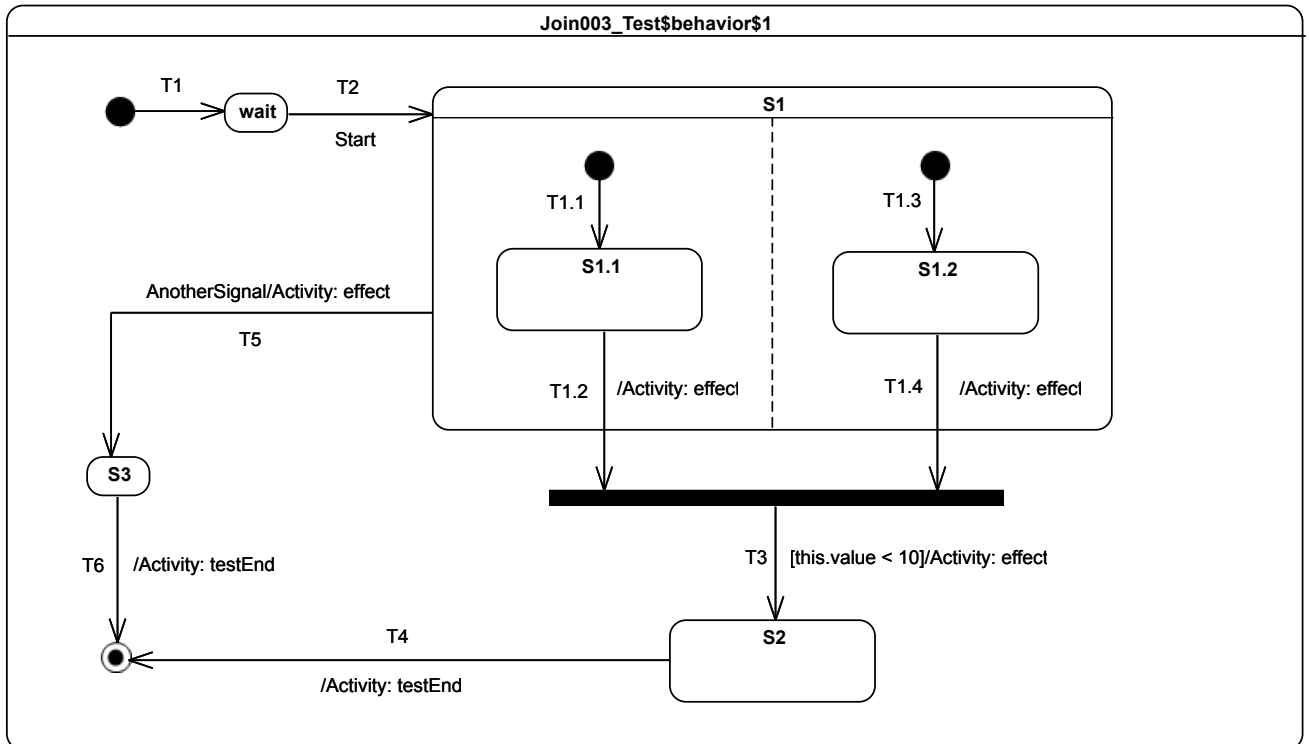 Join003_Test$behavior$1
T1
T2
wait
Start
S1
T1.1
T1.3
S1.1
S1.2
AnotherSignal/Activity: effect
T5
T1.2
/Activity: effect
T1.4
/Activity: effect
S3
T6
/Activity: testEnd
T3
[this.value < 10]/Activity: effect
S2
T4
/Activity: testEnd